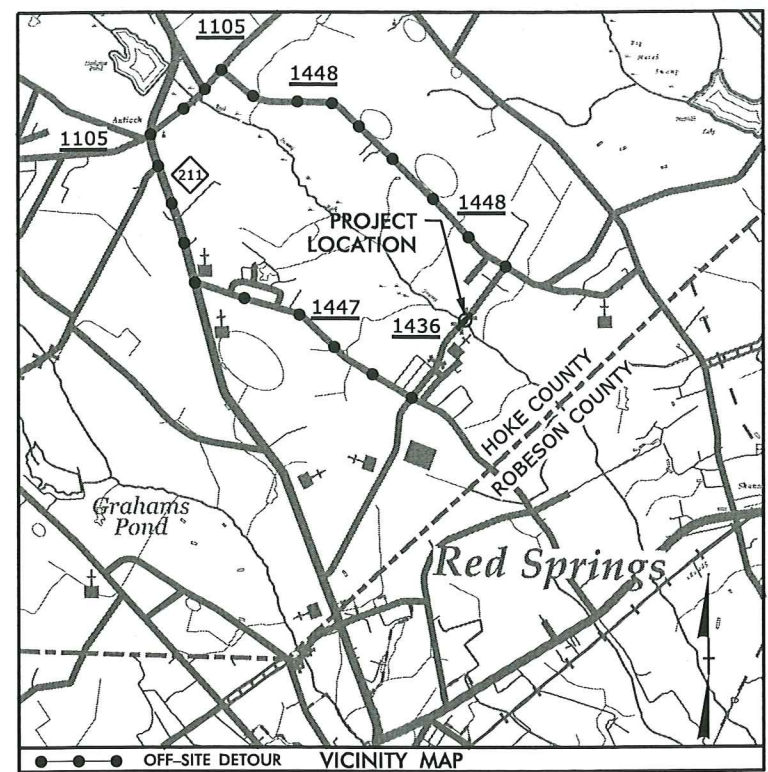 1105
1448
Antioch
1105
211
1448
PROJECT
LOCATION
1447
1436
HOKE COUNTY
ROBESON COUNTY
Grahams
Pond
Red Springs
OFF-SITE DETOUR
VICINITY MAP